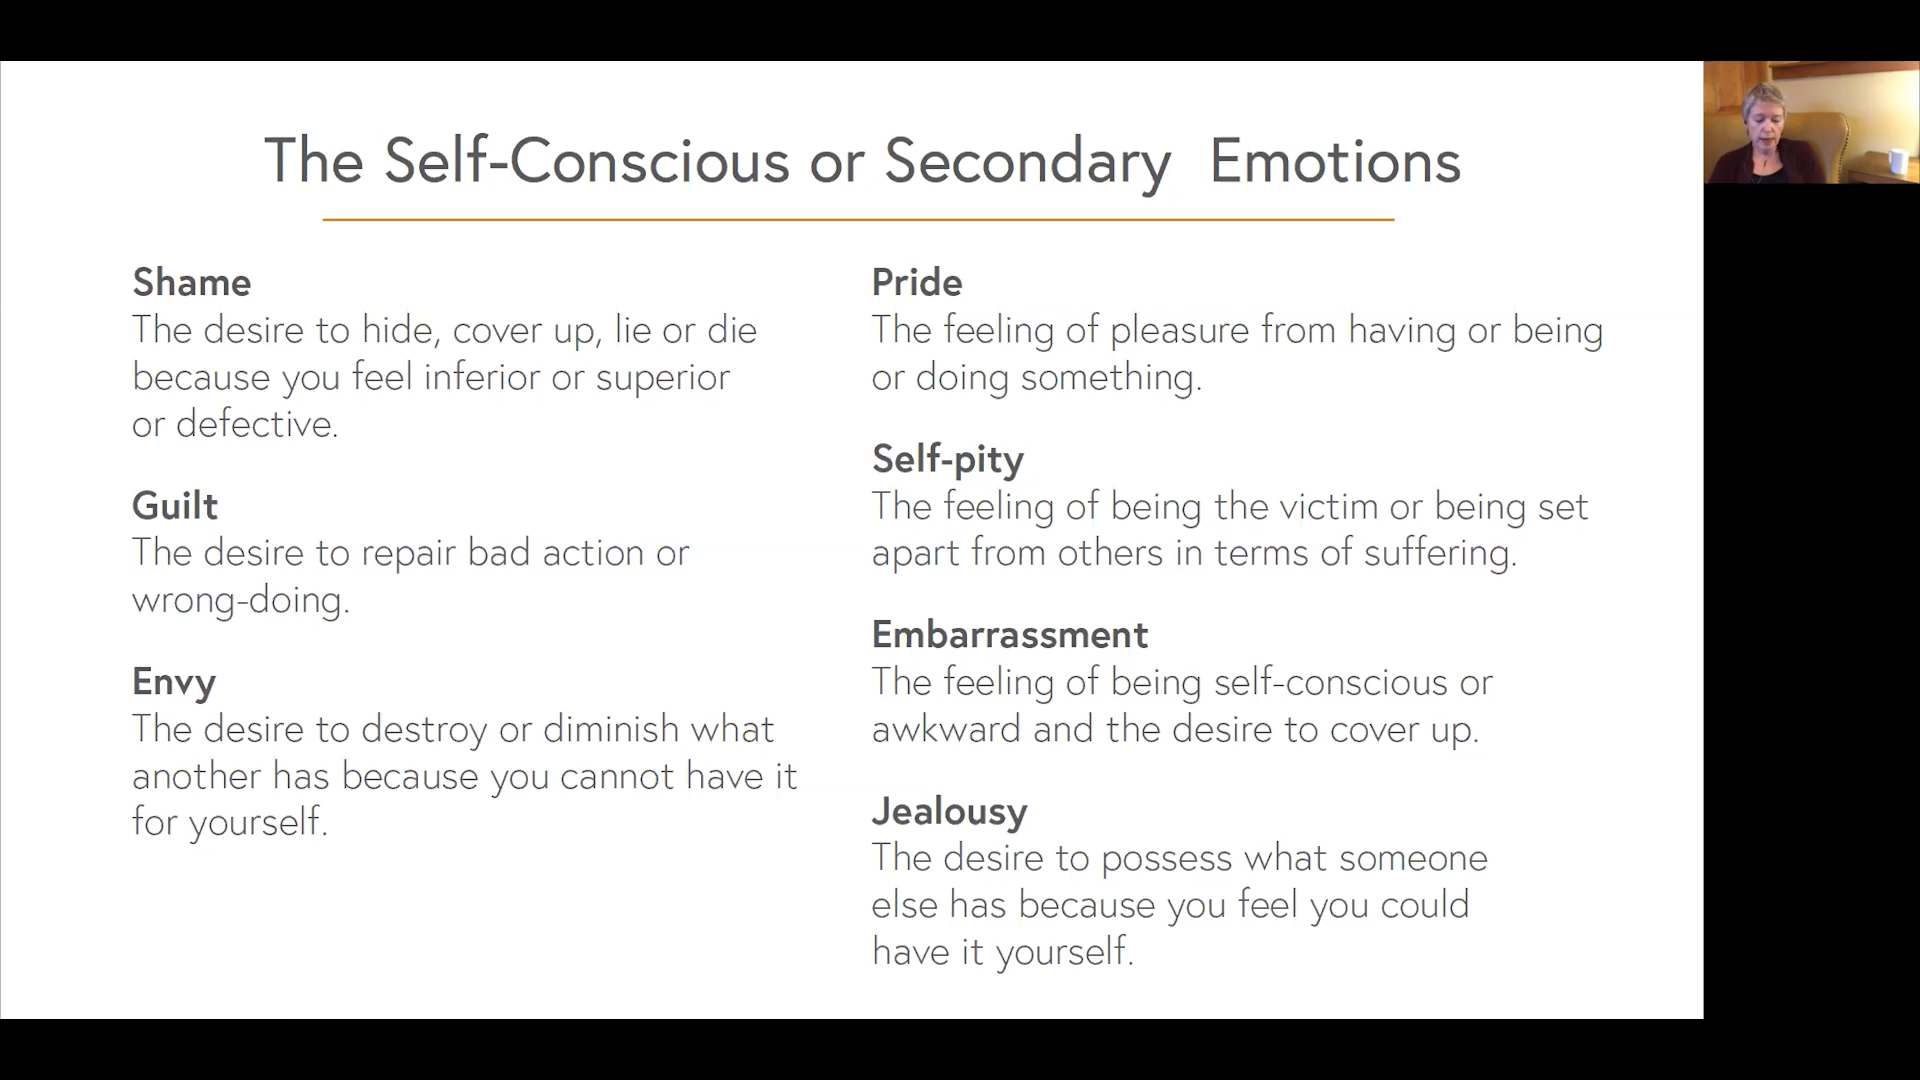 The Self-Conscious or Secondary Emotions
Shame
The desire to hide, cover up, lie or die
because you feel inferior or superior
or defective.
Guilt
The desire to repair bad action or
wrong-doing.
Envy
The desire to destroy or diminish what
another has because you cannot have it
for yourself.
Pride
The feeling of pleasure from having or being
or doing something.
Self-pity
The feeling of being the victim or being set
apart from others in terms of suffering.
Embarrassment
The feeling of being self-conscious or
awkward and the desire to cover up.
Jealousy
The desire to possess what someone
else has because you feel you could
have it yourself.